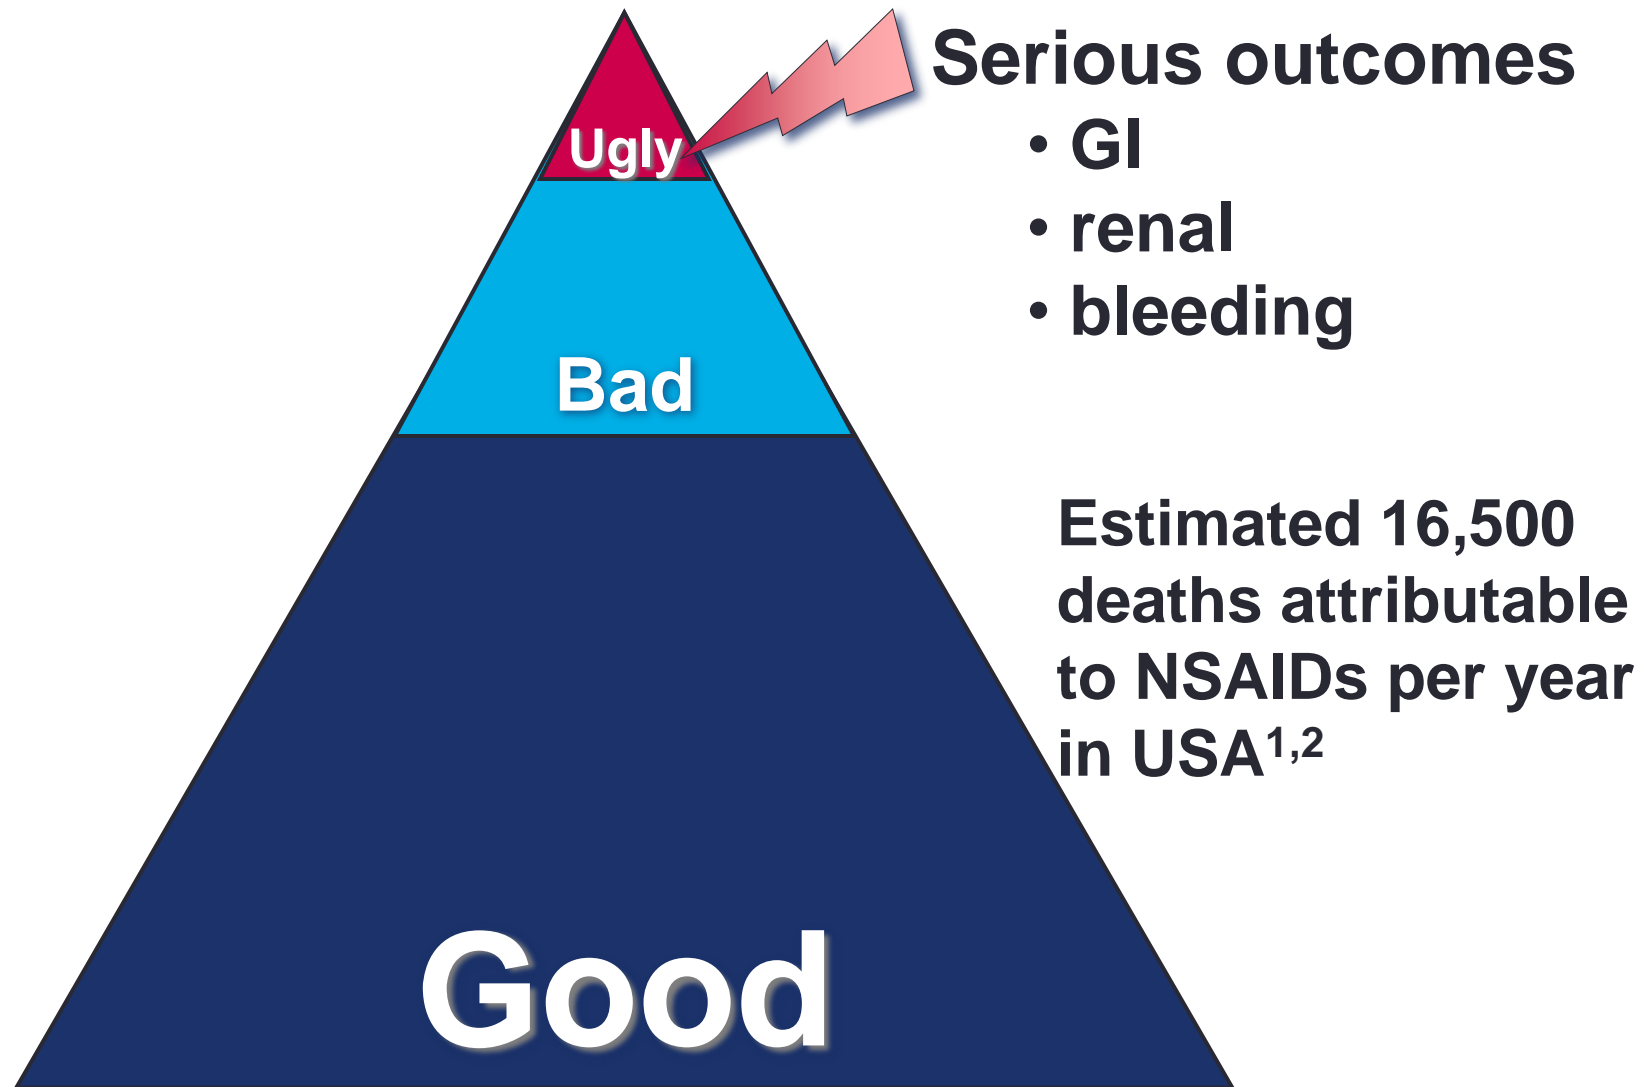 Serious outcomes
• GI
• renal
• bleeding
Ugly
Bad
Estimated 16,500
deaths attributable
to NSAIDs per year
in USA1,2
Good